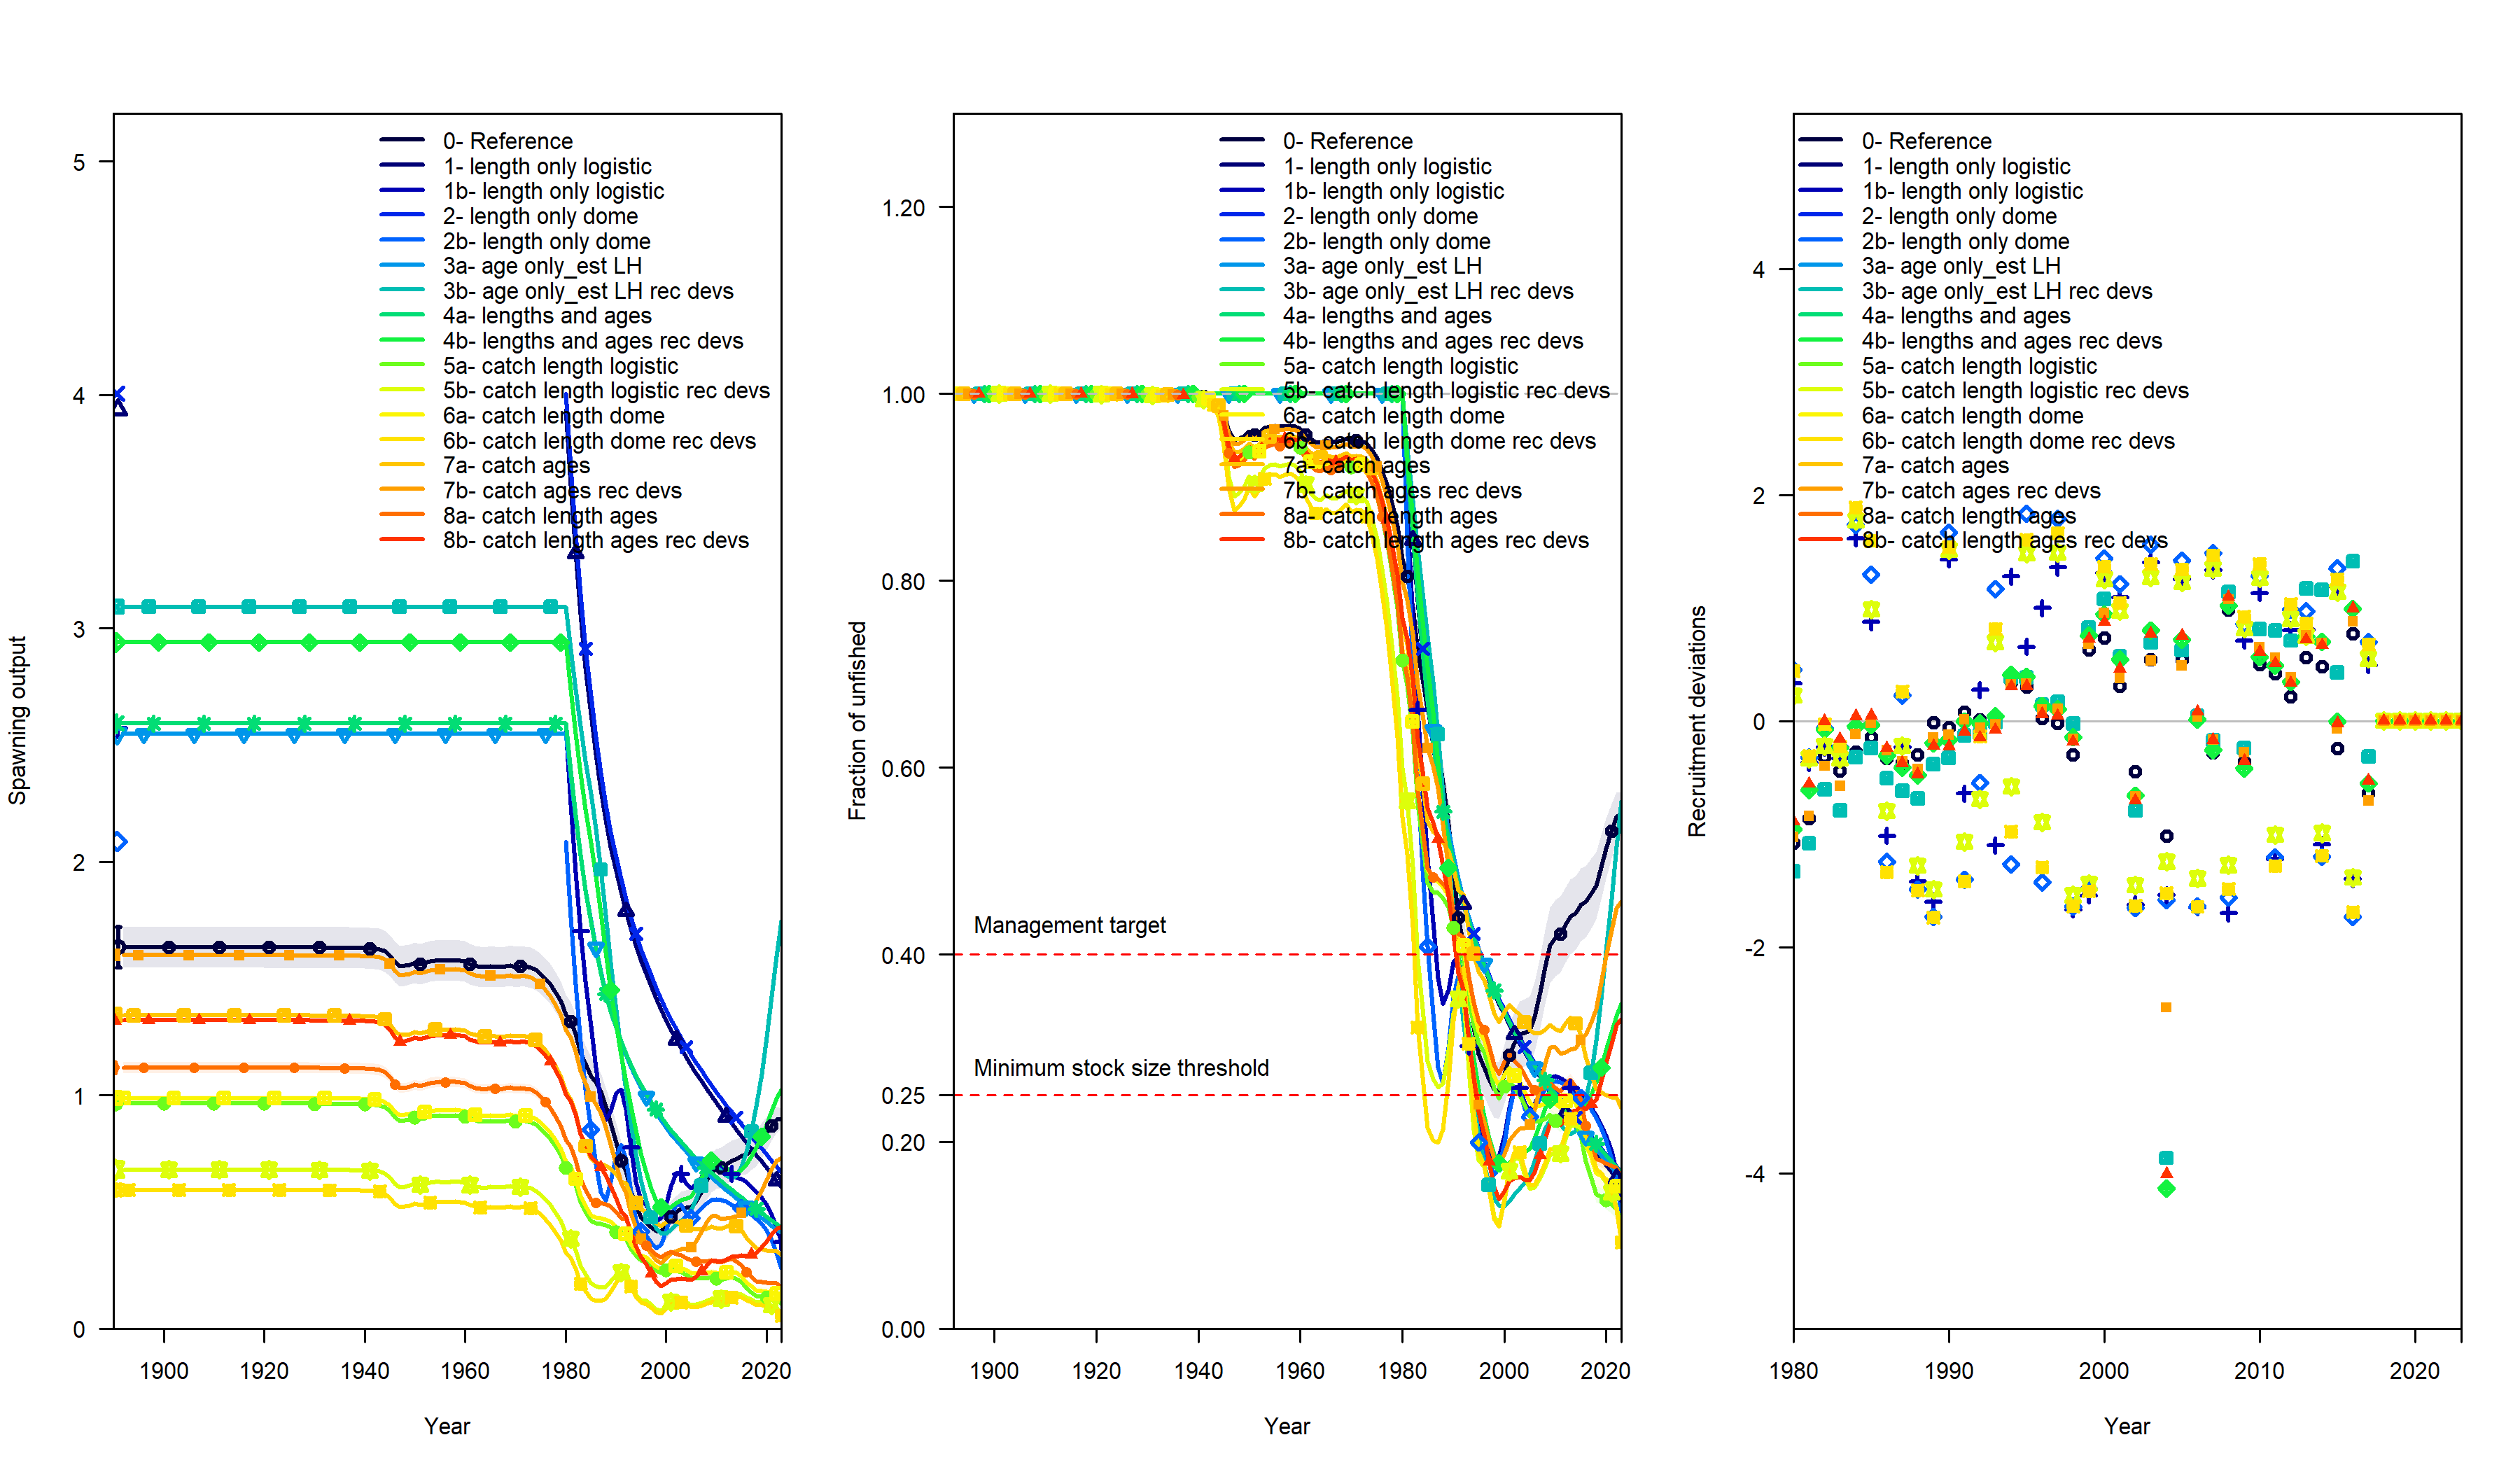 0- Reference
1- length only logistic
1b- length only logistic
2- length only dome
2b- length only dome
3a- age only_est LH
3b- age only_est LH rec devs
4a- lengths and ages
4b- lengths and ages rec devs
5a- catch length logistic
5b- catch length logistic rec devs
6a- catch length dome
6b- catch length dome rec devs
7a- catch ages
7b- catch ages rec devs
8a- catch length ages
8b- catch length ages rec devs
5
4
3
2
1
0
Spawning output
1900 1920 1940 1960 1980 2000 2020
Year
0- Reference
1- length only logistic
1b- length only logistic
2- length only dome
2b- length only dome
3a- age only_est LH
3b- age only_est LH rec devs
4a- lengths and ages
4b- lengths and ages rec devs
5a- catch length logistic
5b- catch length logistic rec devs
6a- catch length dome
6b- catch length dome rec devs
7a- catch ages
7b- catch ages rec devs
8a- catch length ages
8b- catch length ages rec devs
1.20
1.00
0.80
0.60
0.40
0.25
0.20
0.00
Fraction of unfished
Management target
Minimum stock size threshold
1900 1920 1940 1960 1980 2000 2020
Year
0- Reference
1- length only logistic
1b- length only logistic
2- length only dome
2b- length only dome
3a- age only_est LH
3b- age only_est LH rec devs
4a- lengths and ages
4b- lengths and ages rec devs
5a- catch length logistic
5b- catch length logistic rec devs
6a- catch length dome
6b- catch length dome rec devs
7a- catch ages
7b- catch ages rec devs
8a- catch length ages
8b- catch length ages rec devs
4
2
0
-2
-4
Recruitment deviations
1980 1990 2000 2010 2020
Year